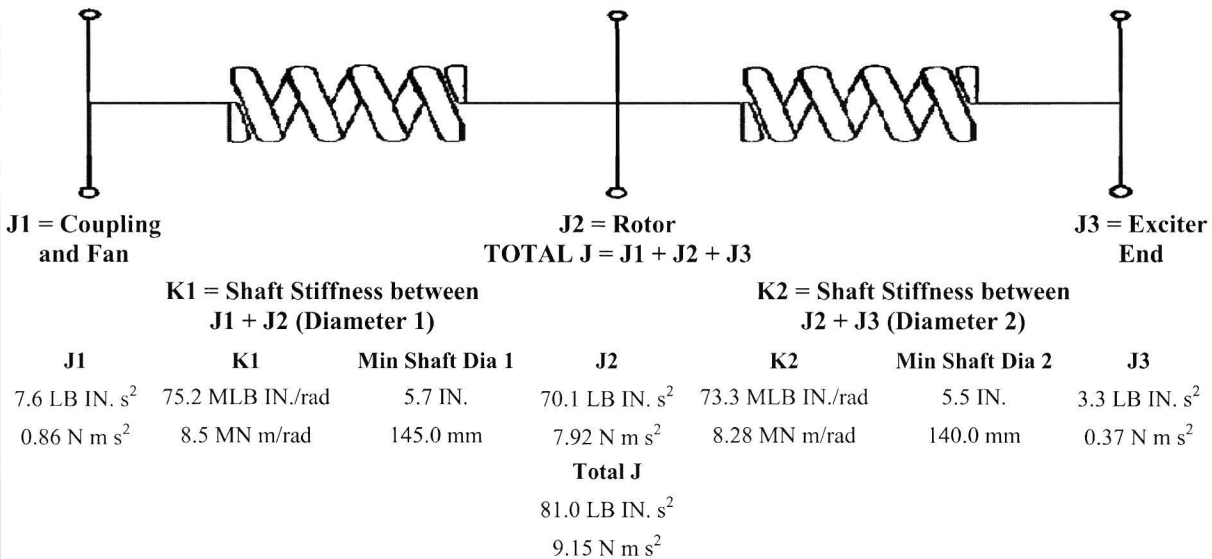 J1 = Coupling and Fan
J2 = Rotor
TOTAL J = J1 + J2 + J3
J3 = Exciter End
K1 = Shaft Stiffness between
J1 + J2 (Diameter 1)
K2 = Shaft Stiffness between
J2 + J3 (Diameter 2)
J1 K1 Min Shaft Dia 1 J2 K2 Min Shaft Dia 2 J3
7.6 LB IN. s² 75.2 MLB IN./rad 5.7 IN. 70.1 LB IN. s² 73.3 MLB IN./rad 5.5 IN. 3.3 LB IN. s²
0.86 N m s² 8.5 MN m/rad 145.0 mm 7.92 N m s² 8.28 MN m/rad 140.0 mm 0.37 N m s²
Total J
81.0 LB IN. s²
9.15 N m s²